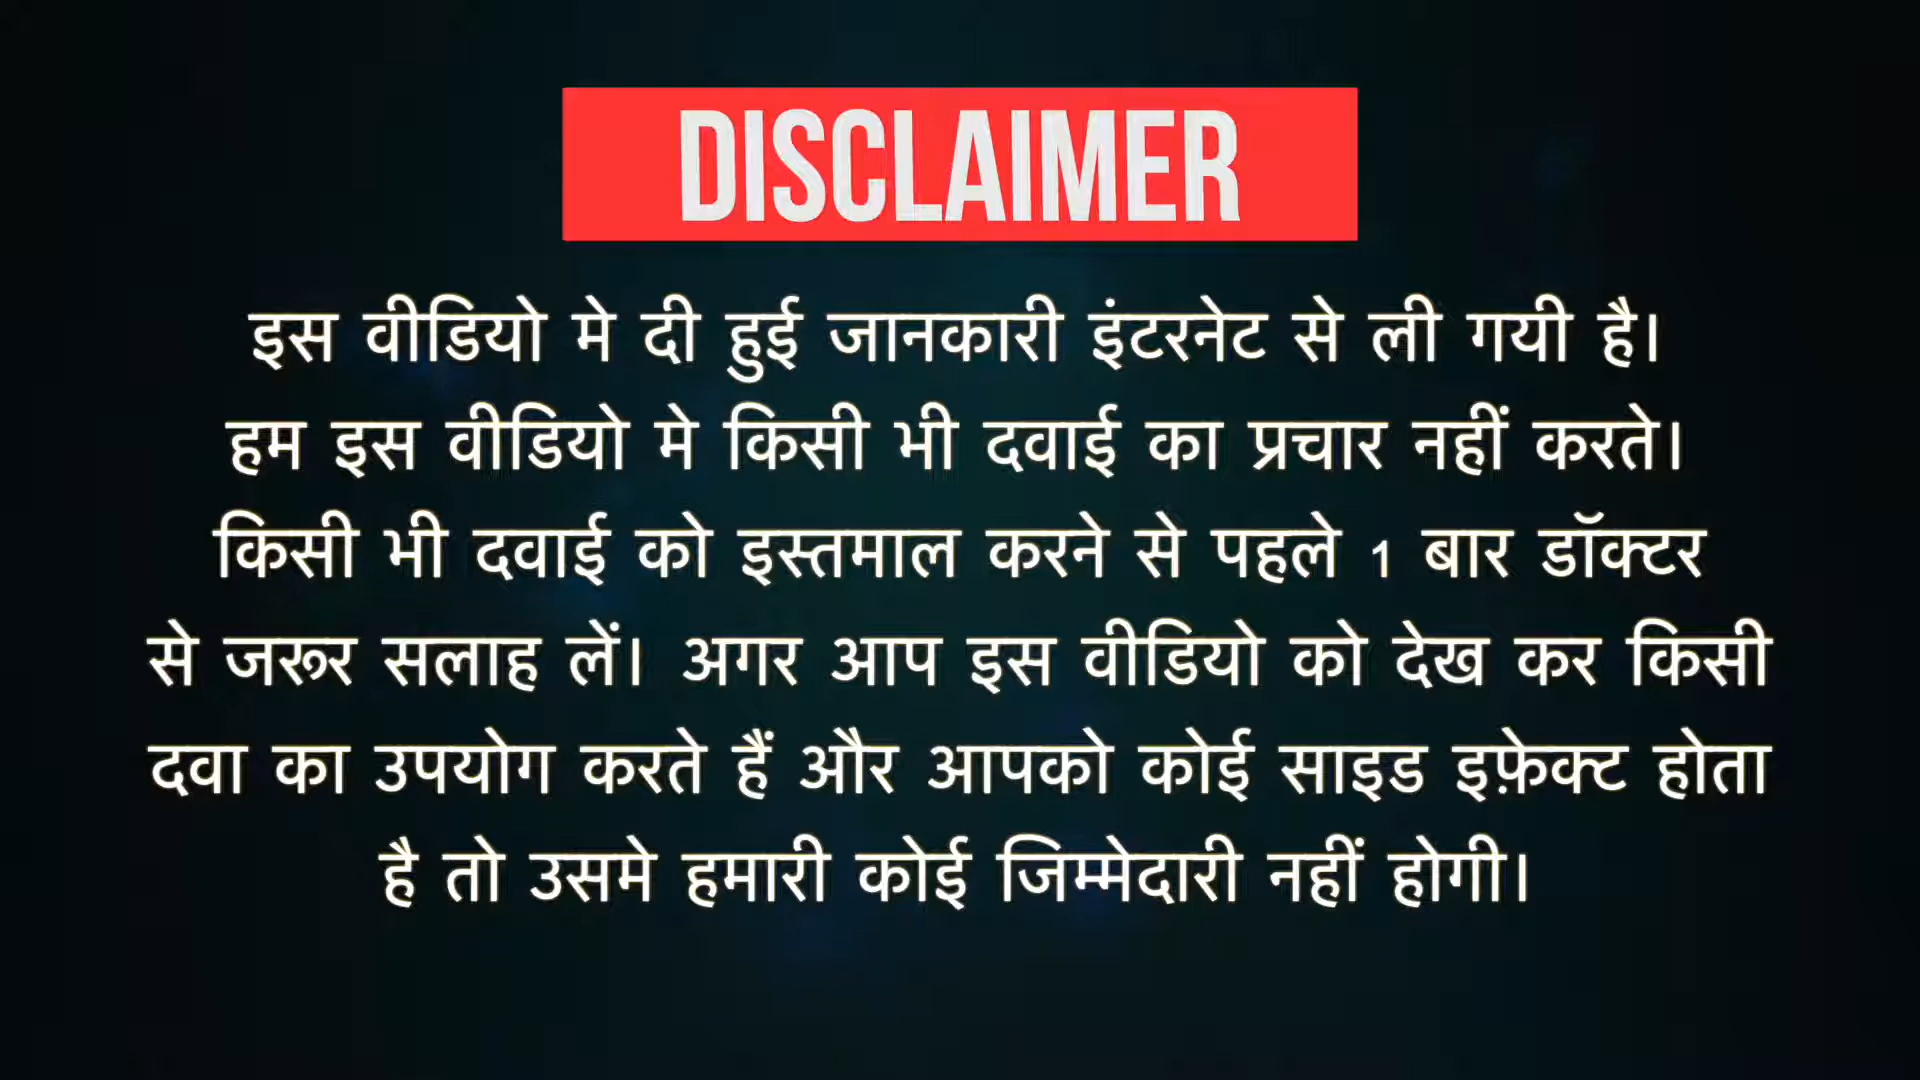 DISCLAIMER
इस वीडियो मे दी हुई जानकारी इंटरनेट से ली गयी है।
हम इस वीडियो मे किसी भी दवाई का प्रचार नहीं करते।
किसी भी दवाई को इस्तमाल करने से पहले 1 बार डॉक्टर
से जरूर सलाह लें। अगर आप इस वीडियो को देख कर किसी
दवा का उपयोग करते हैं और आपको कोई साइड इफ़ेक्ट होता
है तो उसमे हमारी कोई जिम्मेदारी नहीं होगी।